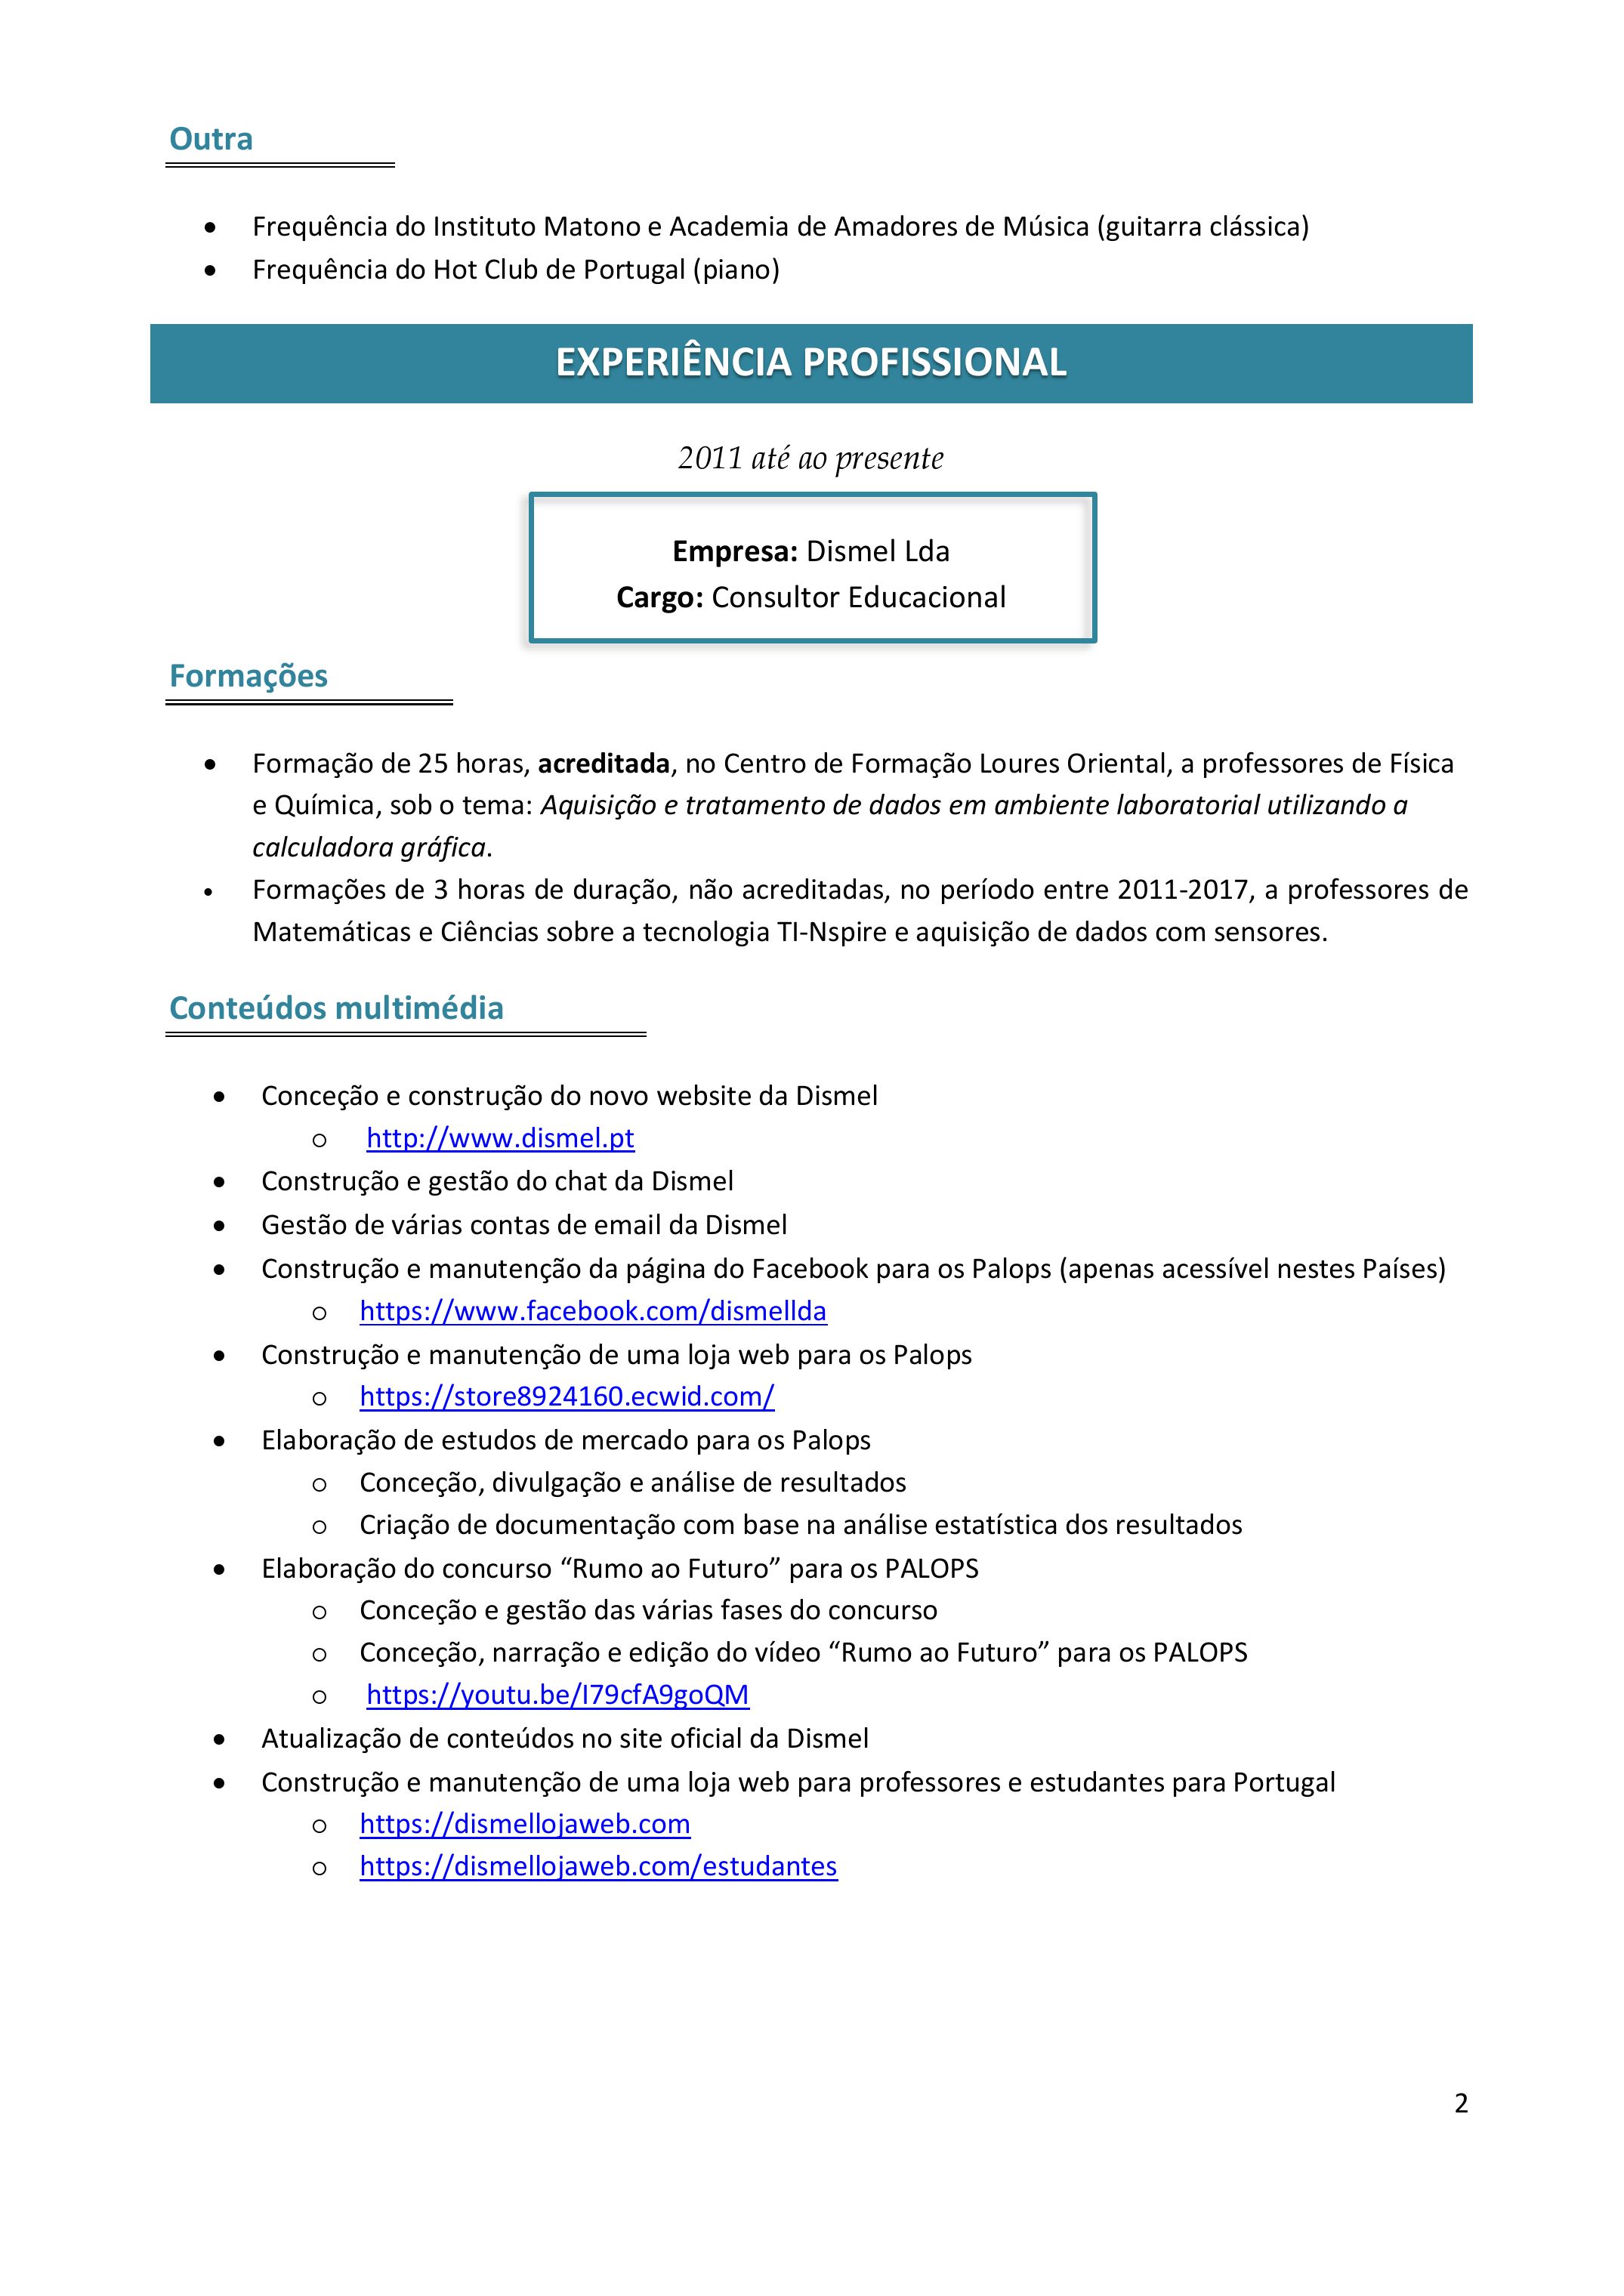 Outra
• Frequência do Instituto Matono e Academia de Amadores de Música (guitarra clássica)
• Frequência do Hot Club de Portugal (piano)
EXPERIÊNCIA PROFISSIONAL
2011 até ao presente
Empresa: Dismel Lda
Cargo: Consultor Educacional
Formações
• Formação de 25 horas, acreditada, no Centro de Formação Loures Oriental, a professores de Física
e Química, sob o tema: Aquisição e tratamento de dados em ambiente laboratorial utilizando a
calculadora gráfica.
• Formações de 3 horas de duração, não acreditadas, no período entre 2011-2017, a professores de
Matemáticas e Ciências sobre a tecnologia TI-Nspire e aquisição de dados com sensores.
Conteúdos multimédia
• Conceção e construção do novo website da Dismel
o http://www.dismel.pt
• Construção e gestão do chat da Dismel
• Gestão de várias contas de email da Dismel
• Construção e manutenção da página do Facebook para os Palops (apenas acessível nestes Países)
o https://www.facebook.com/dismellda
• Construção e manutenção de uma loja web para os Palops
o https://store8924160.ecwid.com/
• Elaboração de estudos de mercado para os Palops
o Conceção, divulgação e análise de resultados
o Criação de documentação com base na análise estatística dos resultados
• Elaboração do concurso “Rumo ao Futuro” para os PALOPS
o Conceção e gestão das várias fases do concurso
o Conceção, narração e edição do vídeo “Rumo ao Futuro” para os PALOPS
o https://youtu.be/I79cfA9goQM
• Atualização de conteúdos no site oficial da Dismel
• Construção e manutenção de uma loja web para professores e estudantes para Portugal
o https://dismellojaweb.com
o https://dismellojaweb.com/estudantes
2